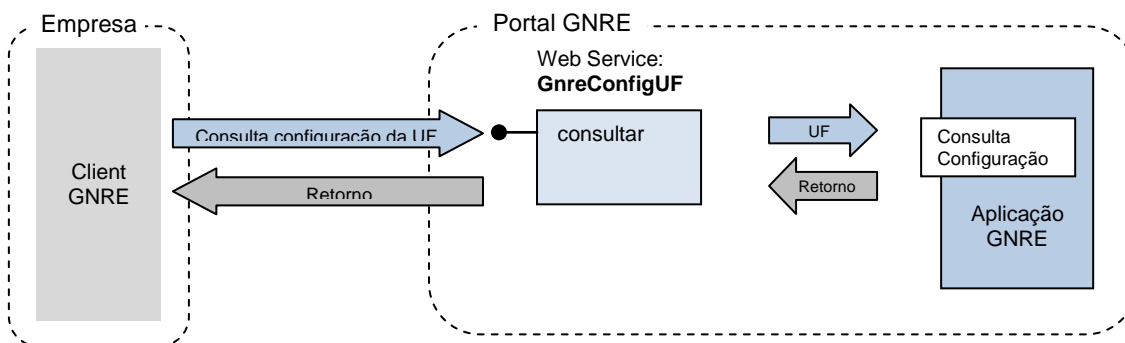 Empresa
Portal GNRE
Web Service:
GnreConfigUF
Consulta configuração da UF
consultar
UF
Consulta
Configuração
Client
GNRE
Retorno
Retorno
Aplicação
GNRE